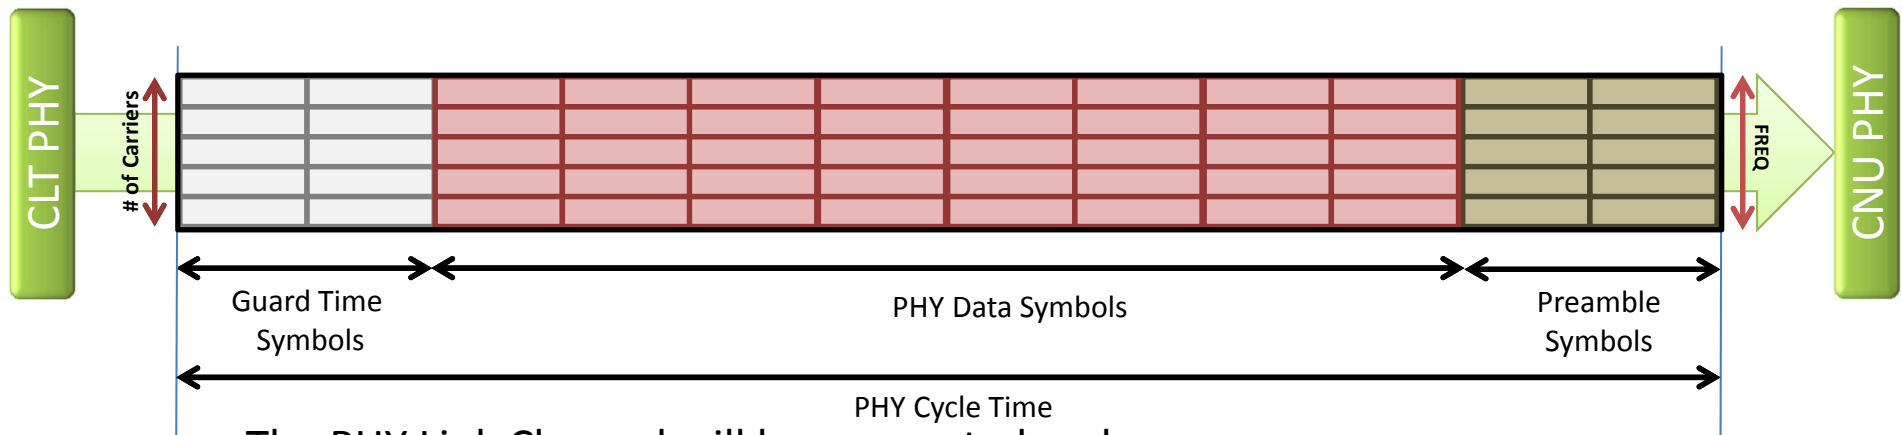 CLT PHY
# of Carriers
FREQ
CNU PHY
Guard Time
Symbols
PHY Data Symbols
Preamble
Symbols
PHY Cycle Time